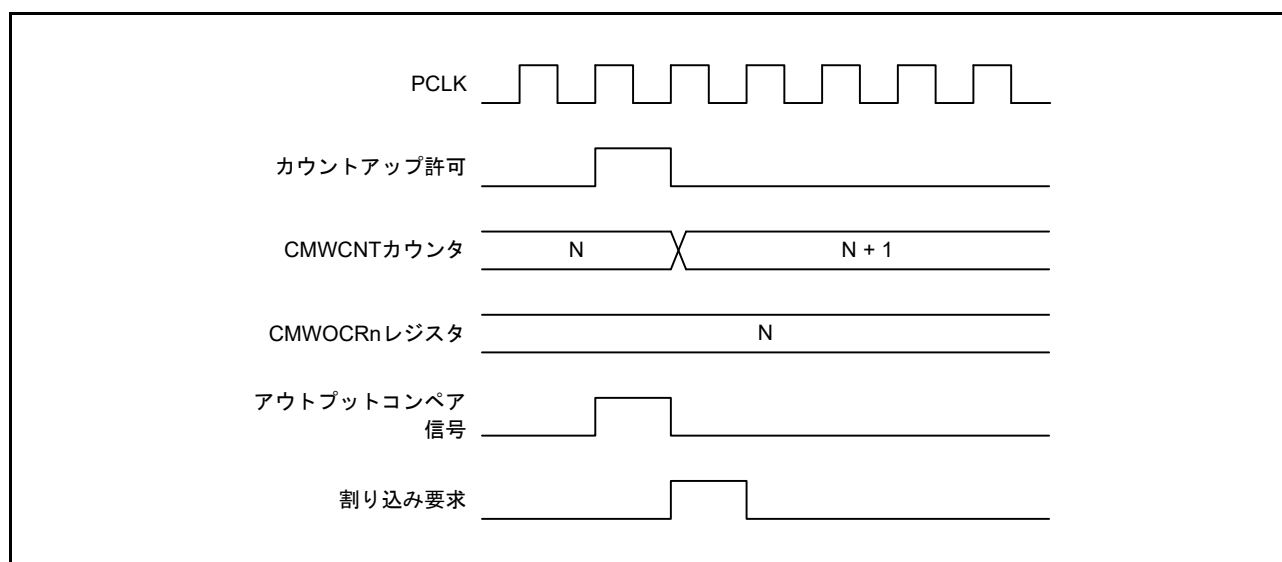 PCLK
カウントアップ許可
CMWCNTカウンタ
N
N + 1
CMWOCRnレジスタ
N
アウトプットコンペア
信号
割り込み要求